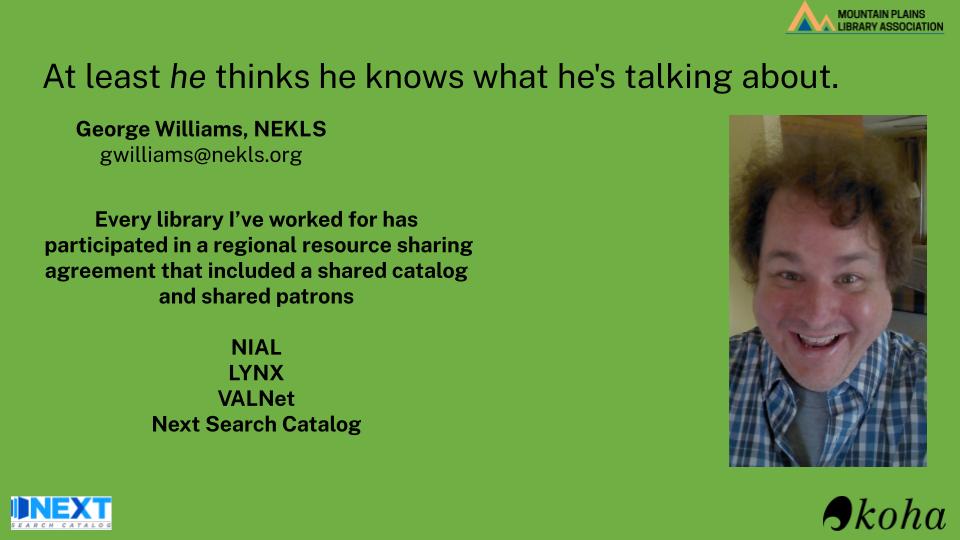 MOUNTAIN PLAINS
LIBRARY ASSOCIATION
At least he thinks he knows what he's talking about.
George Williams, NEKLS
gwilliams@nekls.org
Every library I’ve worked for has
participated in a regional resource sharing
agreement that included a shared catalog
and shared patrons
NIAL
LYNX
VALNet
Next Search Catalog
NEXT
SEARCH CATALOG
koha